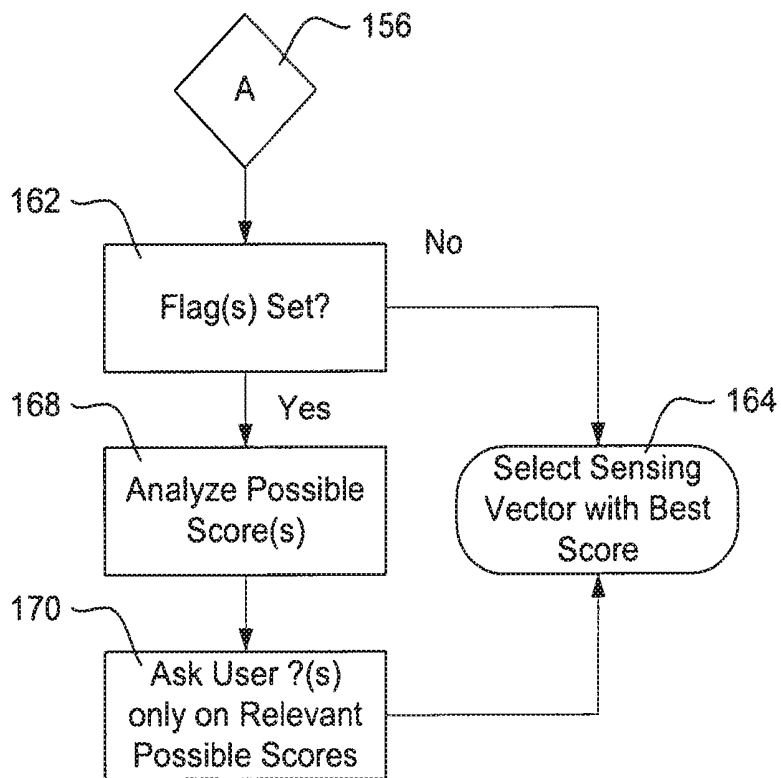 156
A
162
No
Flag(s) Set?
168
Yes
164
Analyze Possible
Score(s)
Select Sensing
Vector with Best
Score
170
Ask User ?(s)
only on Relevant
Possible Scores